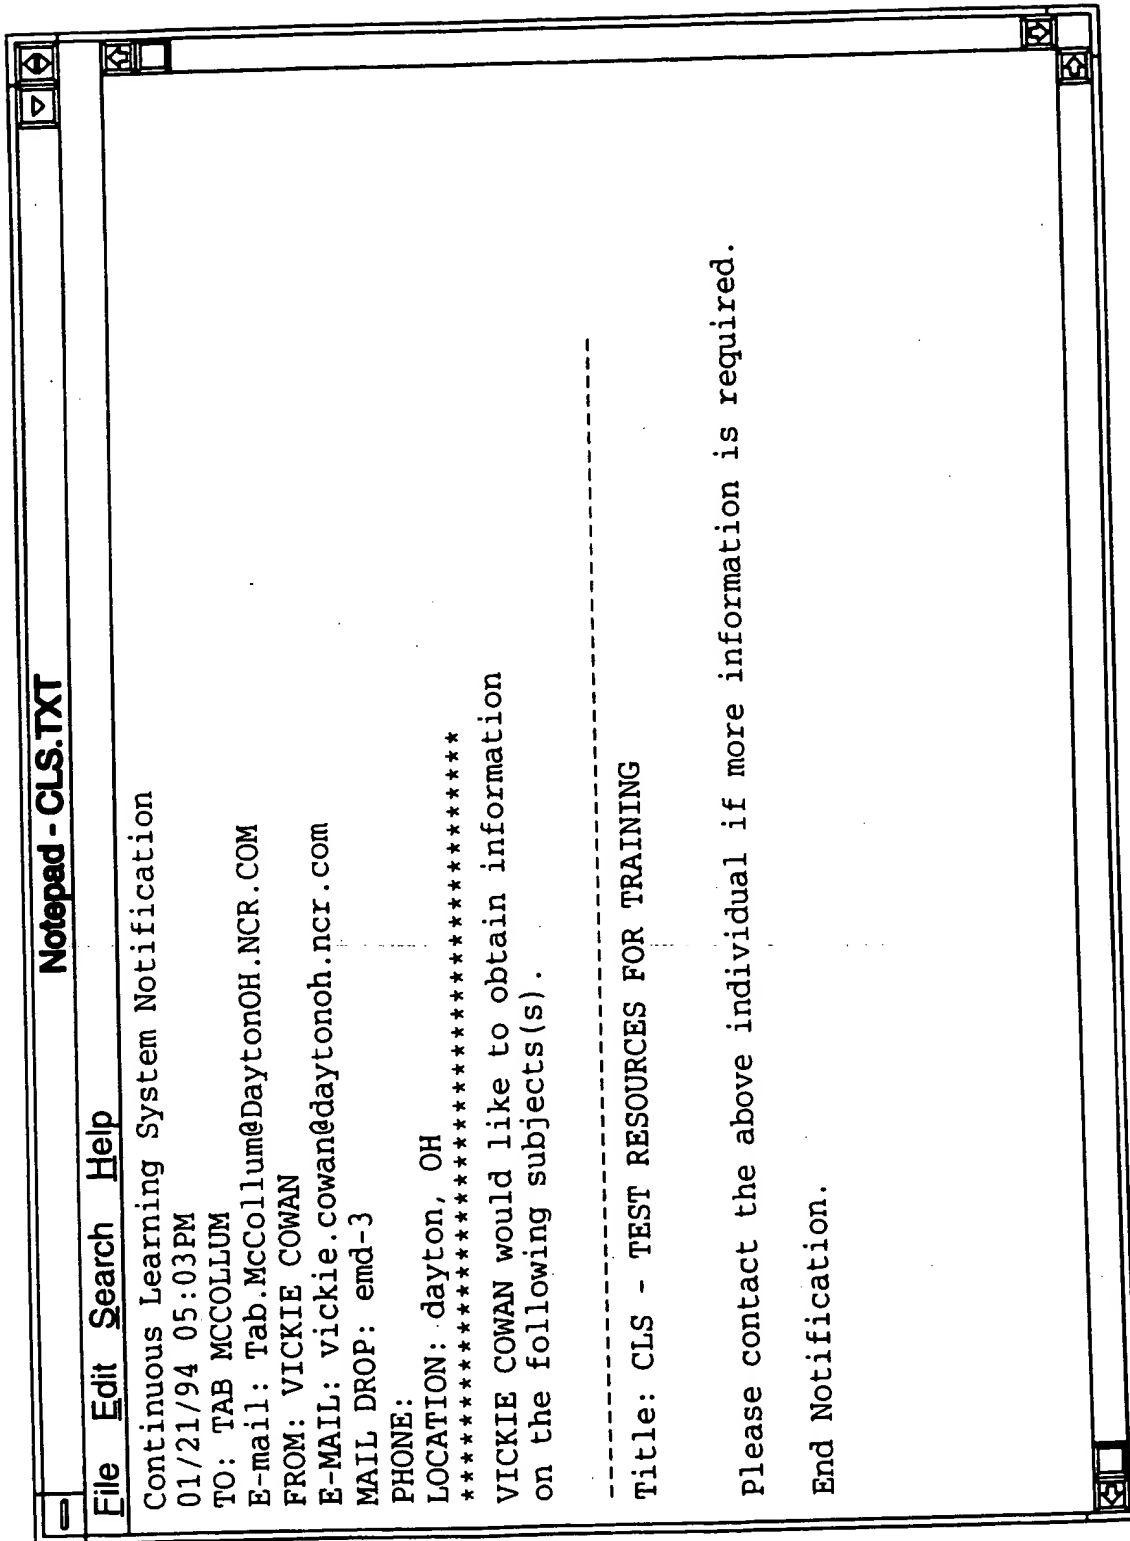 Notepad - CLS.TXT
File Edit Search Help
Continuous Learning System Notification
01/21/94 05:03PM
TO: TAB MCCOLLUM
E-mail: Tab.McCollum@DaytonOH.NCR.COM
FROM: VICKIE COWAN
E-MAIL: vickie.cowan@daytonoh.ncr.com
MAIL DROP: emd-3
PHONE:
LOCATION: dayton, OH
****************************************
VICKIE COWAN would like to obtain information
on the following subjects(s).
------------------------------------------------------------
Title: CLS - TEST RESOURCES FOR TRAINING
Please contact the above individual if more information is required.
End Notification.